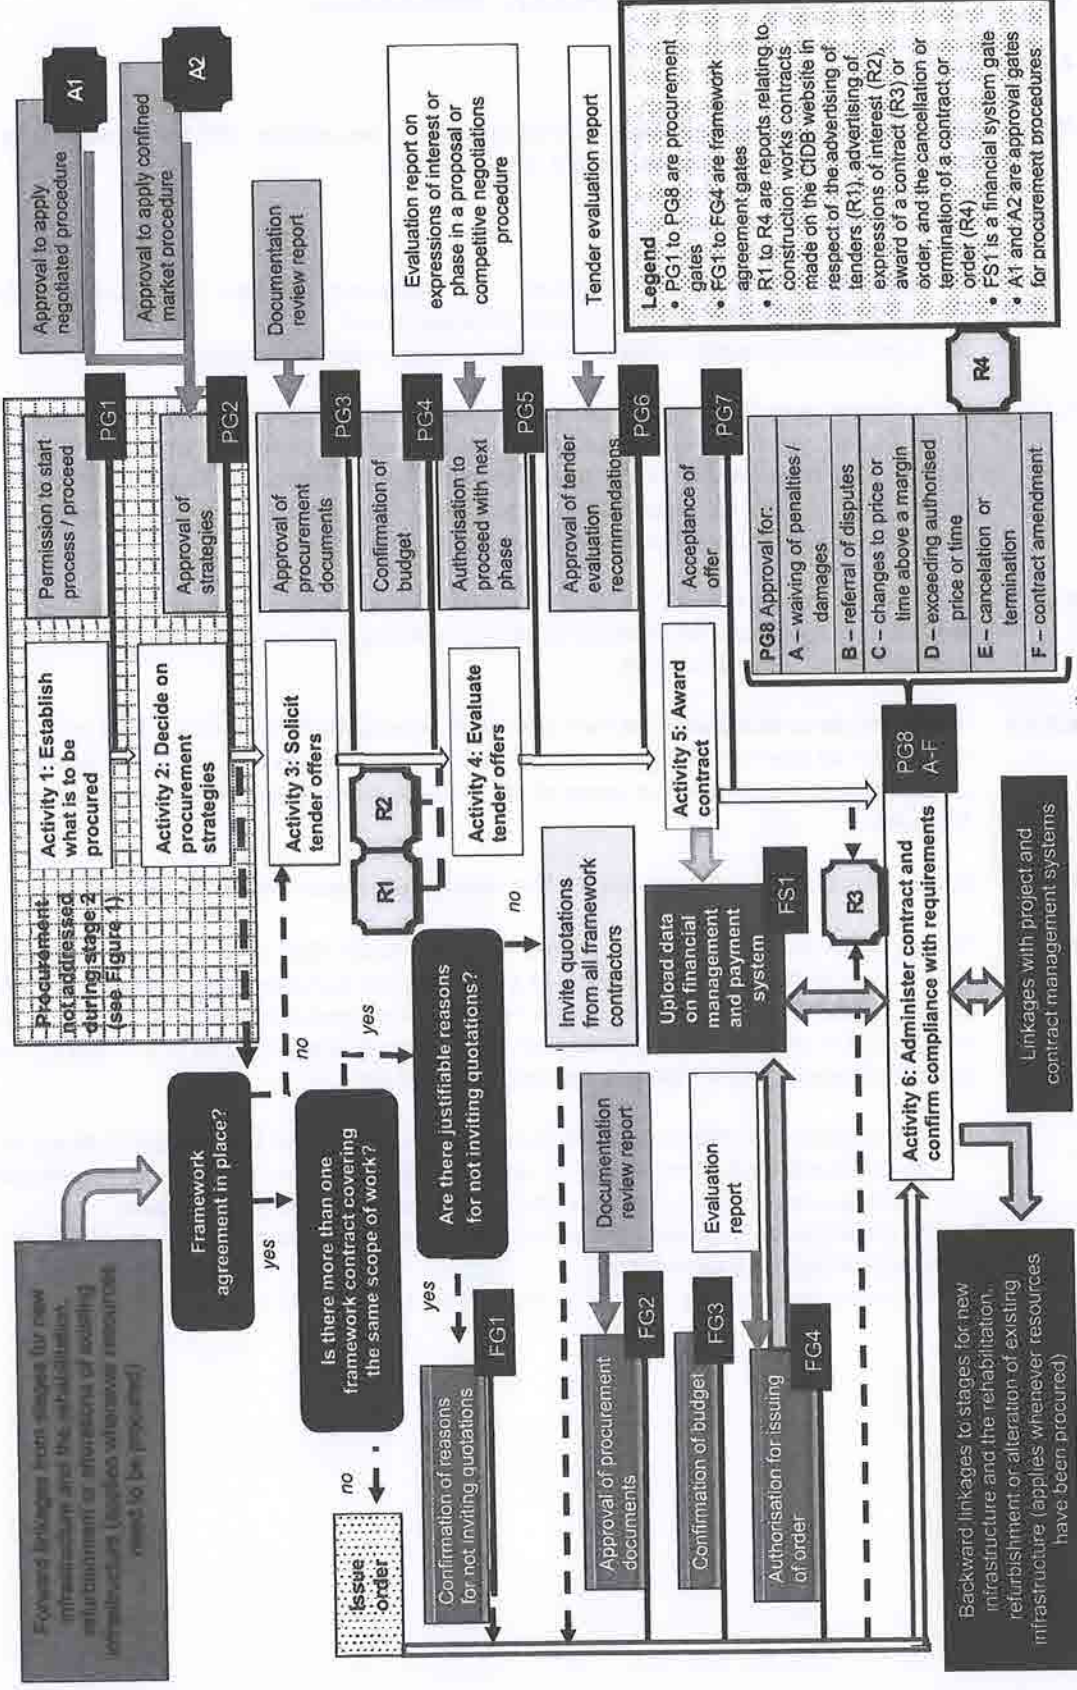 Forward linkages from stages for new
infrastructure and the rehabilitation,
refurbishment or alterations of existing
infrastructure (applies whenever resources
need to be procured)
Procurement
not addressed
during stage 2
(see Figure 1)
Activity 1: Establish
what is to be
procured
Permission to start
process / proceed
PG1
Approval to apply
negotiated procedure
A1
Activity 2: Decide on
procurement
strategies
Approval of
strategies
PG2
Approval to apply confined
market procedure
A2
Framework
agreement in place?
yes
no
Activity 3: Solicit
tender offers
Approval of
procurement
documents
PG3
Documentation
review report
Is there more than one
framework contract covering
the same scope of work?
no
yes
R1
R2
Confirmation of
budget
PG4
Issue
order
Are there justifiable reasons
for not inviting quotations?
yes
no
Activity 4: Evaluate
tender offers
Authorisation to
proceed with next
phase
PG5
Evaluation report on
expressions of interest or
phase in a proposal or
competitive negotiations
procedure
Confirmation of reasons
for not inviting quotations
FG1
Invite quotations
from all framework
contractors
Approval of tender
evaluation
recommendations
PG6
Tender evaluation report
Approval of procurement
documents
FG2
Documentation
review report
Upload data
on financial
management
and payment
system
FS1
Activity 5: Award
contract
Acceptance of
offer
PG7
Confirmation of budget
FG3
Evaluation
report
Authorisation for issuing
of order
FG4
R3
PG8 Approval for:
A – waiving of penalties /
damages
B – referral of disputes
C – changes to price or
time above a margin
D – exceeding authorised
price or time
E – cancelation or
termination
F – contract amendment
PG8
A-F
R4
Activity 6: Administer contract and
confirm compliance with requirements
Backward linkages to stages for new
infrastructure and the rehabilitation,
refurbishment or alteration of existing
infrastructure (applies whenever resources
have been procured)
Linkages with project and
contract management systems
Legend
• PG1 to PG8 are procurement
gates
• FG1 to FG4 are framework
agreement gates
• R1 to R4 are reports relating to
construction works contracts
made on the CIDB website in
respect of the advertising of
tenders (R1), advertising of
expressions of interest (R2),
award of a contract (R3) or
order, and the cancellation or
termination of a contract or
order (R4)
• FS1 is a financial system gate
• A1 and A2 are approval gates
for procurement procedures